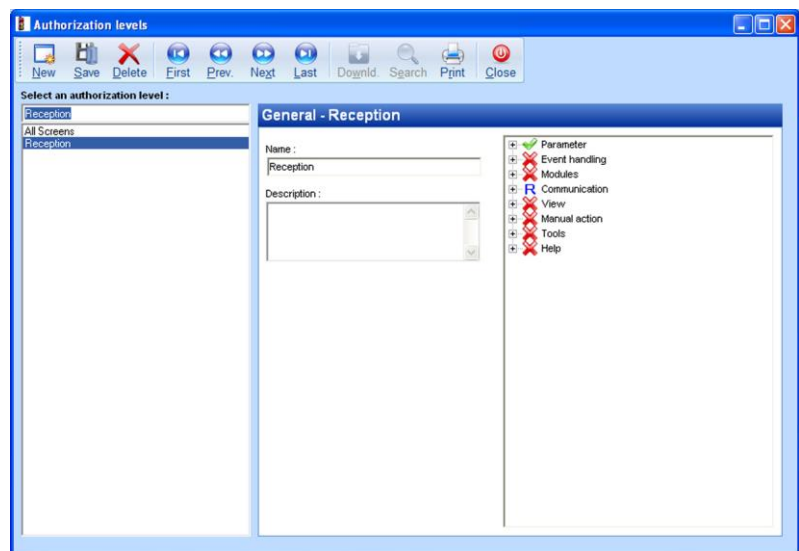 Authorization levels
New Save Delete First Prev. Next Last Downld. Search Print Close
Select an authorization level :
Reception
All Screens
Reception
General - Reception
Name :
Reception
Description :
Parameter
Event handling
Modules
R Communication
View
Manual action
Tools
Help